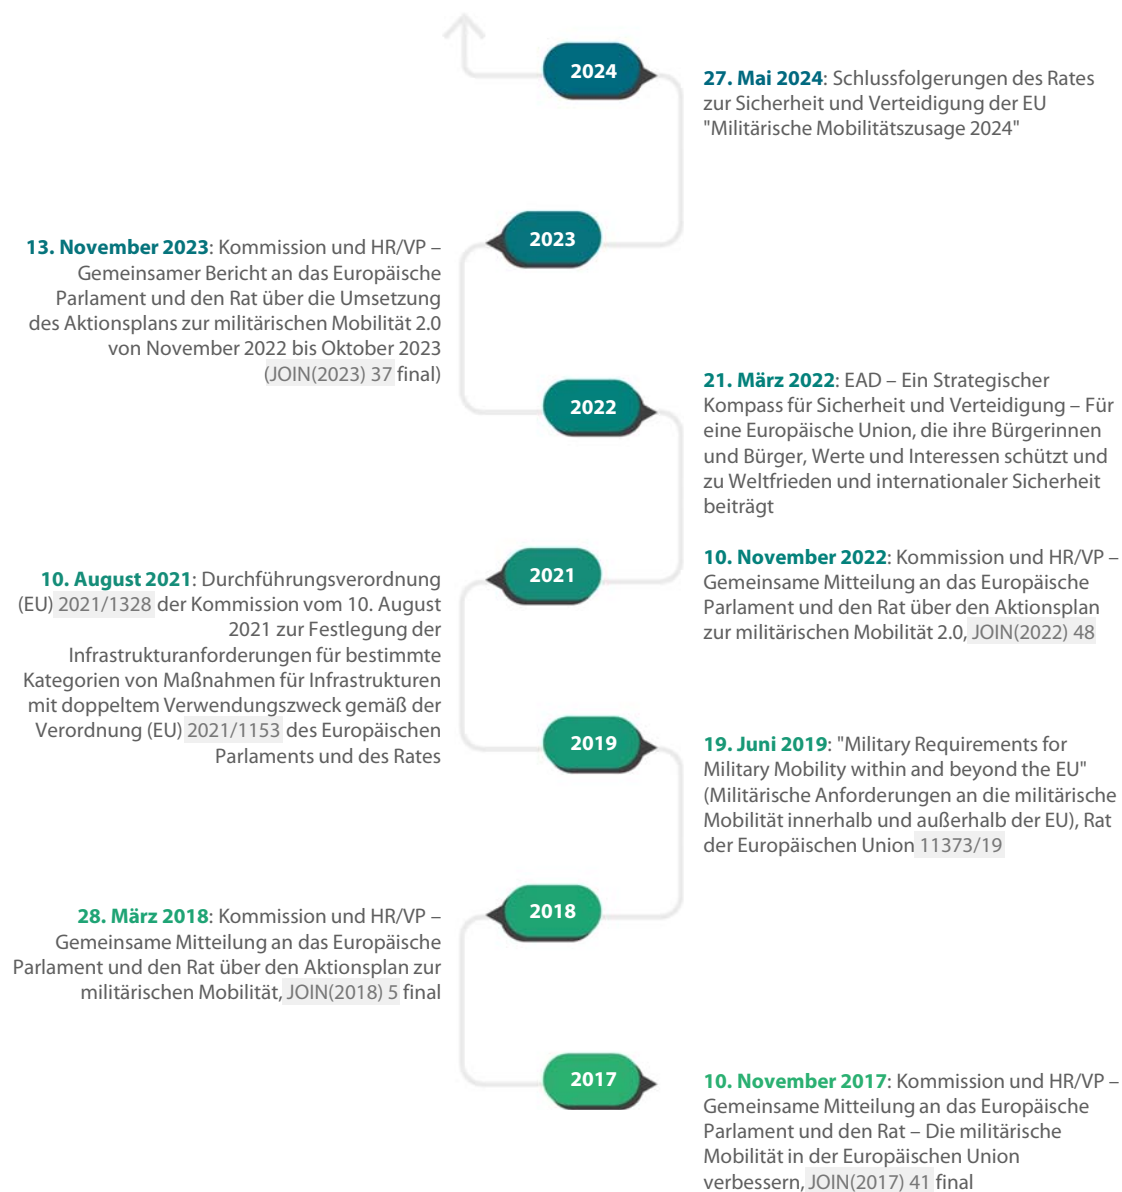 2024
27. Mai 2024: Schlussfolgerungen des Rates
zur Sicherheit und Verteidigung der EU
"Militärische Mobilitätszusage 2024"
2023
13. November 2023: Kommission und HR/VP –
Gemeinsamer Bericht an das Europäische
Parlament und den Rat über die Umsetzung
des Aktionsplans zur militärischen Mobilität 2.0
von November 2022 bis Oktober 2023
(JOIN(2023) 37 final)
2022
21. März 2022: EAD – Ein Strategischer
Kompass für Sicherheit und Verteidigung – Für
eine Europäische Union, die ihre Bürgerinnen
und Bürger, Werte und Interessen schützt und
zu Weltfrieden und internationaler Sicherheit
beiträgt
10. November 2022: Kommission und HR/VP –
Gemeinsame Mitteilung an das Europäische
Parlament und den Rat über den Aktionsplan
zur militärischen Mobilität 2.0, JOIN(2022) 48
2021
10. August 2021: Durchführungsverordnung
(EU) 2021/1328 der Kommission vom 10. August
2021 zur Festlegung der
Infrastrukturanforderungen für bestimmte
Kategorien von Maßnahmen für Infrastrukturen
mit doppeltem Verwendungszweck gemäß der
Verordnung (EU) 2021/1153 des Europäischen
Parlaments und des Rates
2019
19. Juni 2019: "Military Requirements for
Military Mobility within and beyond the EU"
(Militärische Anforderungen an die militärische
Mobilität innerhalb und außerhalb der EU), Rat
der Europäischen Union 11373/19
2018
28. März 2018: Kommission und HR/VP –
Gemeinsame Mitteilung an das Europäische
Parlament und den Rat über den Aktionsplan zur
militärischen Mobilität, JOIN(2018) 5 final
2017
10. November 2017: Kommission und HR/VP –
Gemeinsame Mitteilung an das Europäische
Parlament und den Rat – Die militärische
Mobilität in der Europäischen Union
verbessern, JOIN(2017) 41 final